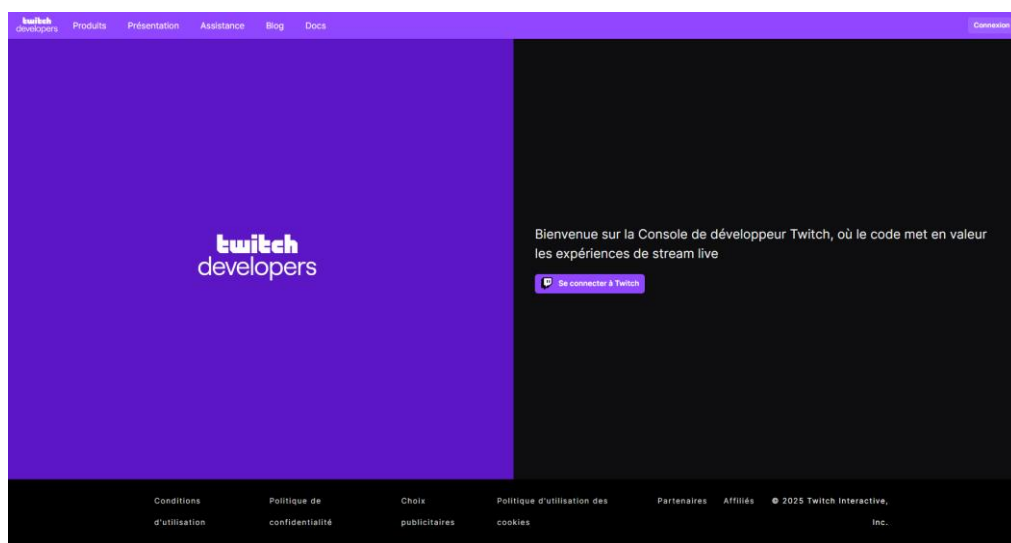 twitch
developers
Produits
Présentation
Assistance
Blog
Docs
Connexion
twitch
developers
Bienvenue sur la Console de développeur Twitch, où le code met en valeur
les expériences de stream live
Se connecter à Twitch
Conditions
d'utilisation
Politique de
confidentialité
Choix
publicitaires
Politique d'utilisation des
cookies
Partenaires
Affiliés
© 2025 Twitch Interactive,
Inc.